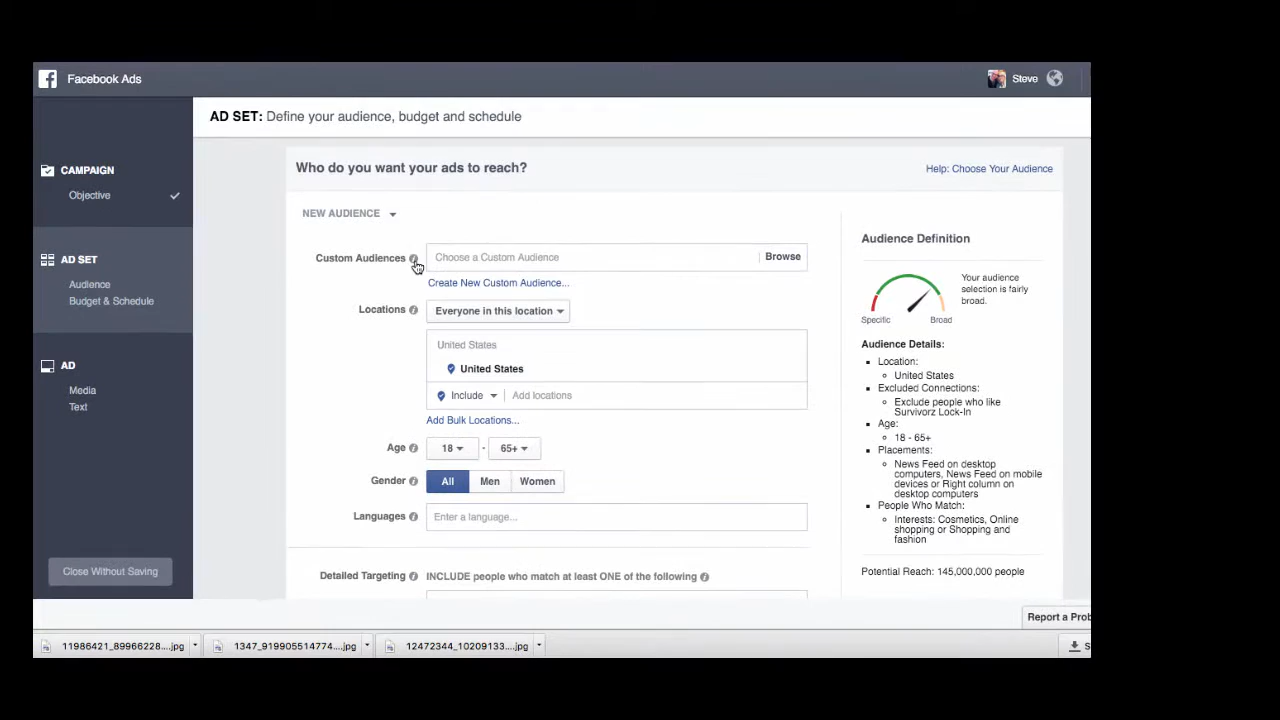 Facebook Ads
Steve
AD SET: Define your audience, budget and schedule
CAMPAIGN
Objective
AD SET
Audience
Budget & Schedule
AD
Media
Text
Close Without Saving
Who do you want your ads to reach?
Help: Choose Your Audience
NEW AUDIENCE
Custom Audiences
Choose a Custom Audience
Browse
Create New Custom Audience...
Locations
Everyone in this location
United States
United States
Include
Add locations
Add Bulk Locations...
Age
18 - 65+
Gender
All
Men
Women
Languages
Enter a language...
Detailed Targeting
INCLUDE people who match at least ONE of the following
Audience Definition
Your audience
selection is fairly
broad.
Specific
Broad
Audience Details:
Location:
United States
Excluded Connections:
Exclude people who like
Survivorz Lock-In
Age:
18 - 65+
Placements:
News Feed on desktop
computers, News Feed on mobile
devices or Right column on
desktop computers
People Who Match:
Interests: Cosmetics, Online
shopping or Shopping and
fashion
Potential Reach: 145,000,000 people
Report a Prob
11986421_89966228....jpg
1347_919905514774....jpg
12472344_10209133....jpg
S